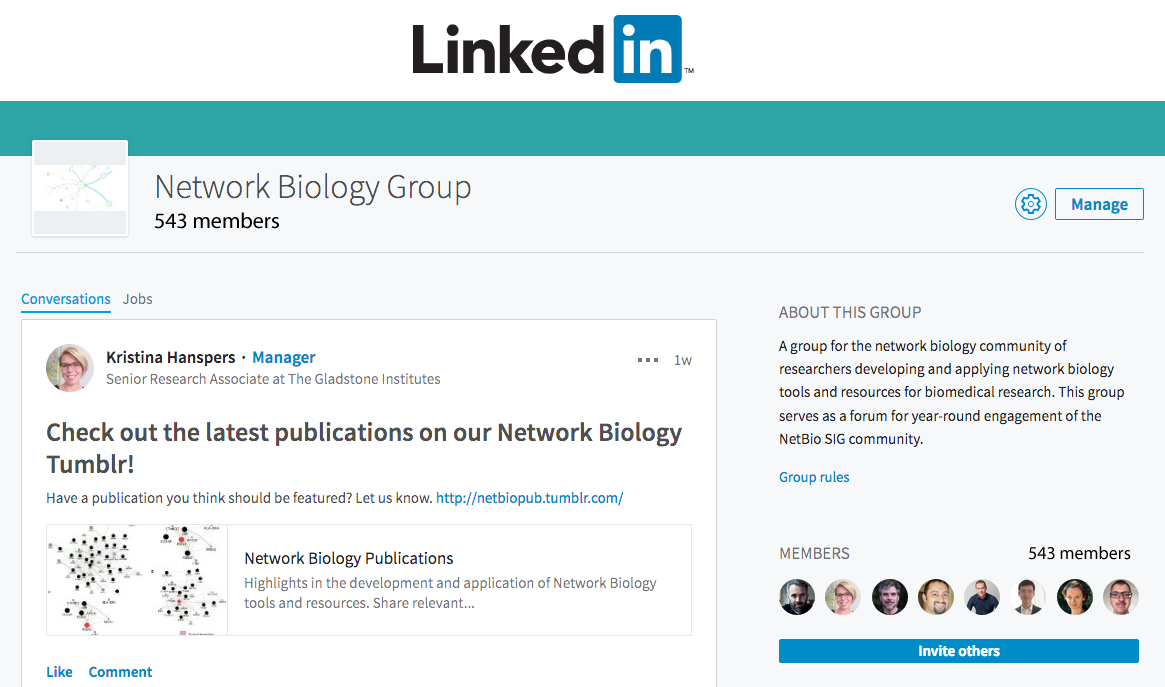 Linked in ™
Network Biology Group
543 members
Manage
Conversations Jobs
Kristina Hanspers · Manager
Senior Research Associate at The Gladstone Institutes
1w
Check out the latest publications on our Network Biology
Tumblr!
Have a publication you think should be featured? Let us know. http://netbiopub.tumblr.com/
Network Biology Publications
Highlights in the development and application of Network Biology
tools and resources. Share relevant...
Like Comment
ABOUT THIS GROUP
A group for the network biology community of
researchers developing and applying network biology
tools and resources for biomedical research. This group
serves as a forum for year-round engagement of the
NetBio SIG community.
Group rules
MEMBERS 543 members
Invite others